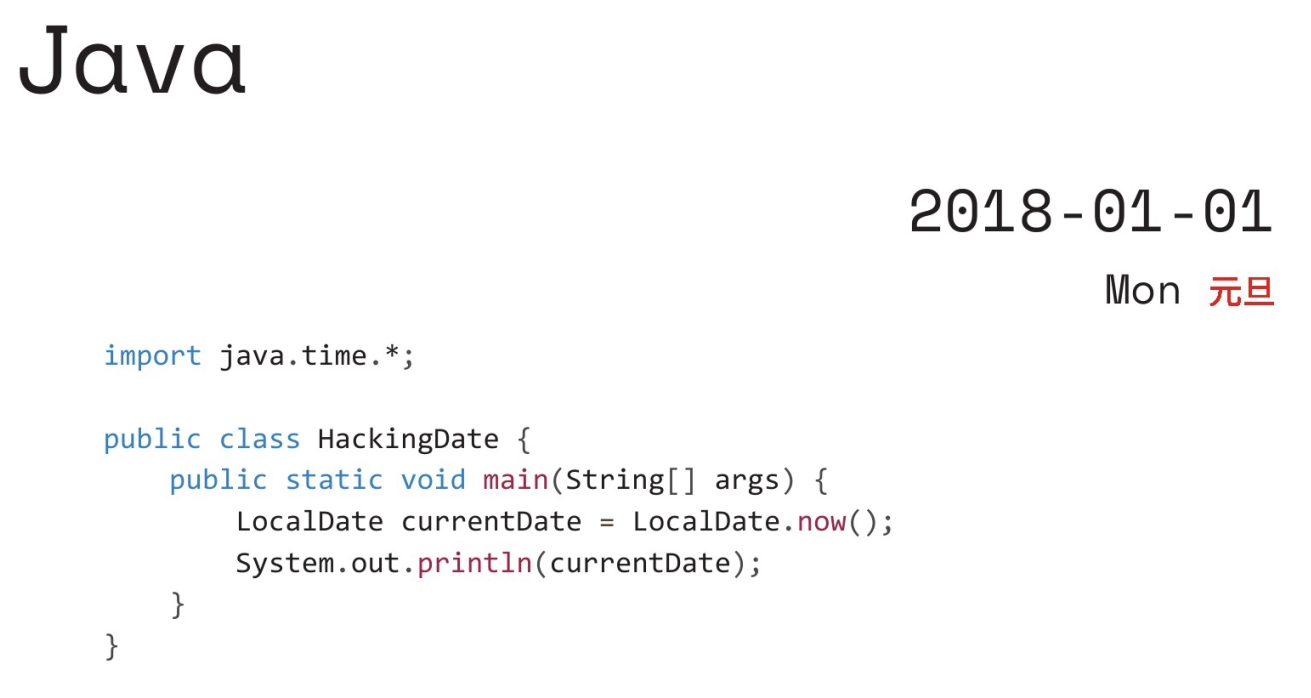 Java
2018-01-01
Mon 元旦
import java.time.*;
public class HackingDate {
    public static void main(String[] args) {
        LocalDate currentDate = LocalDate.now();
        System.out.println(currentDate);
    }
}